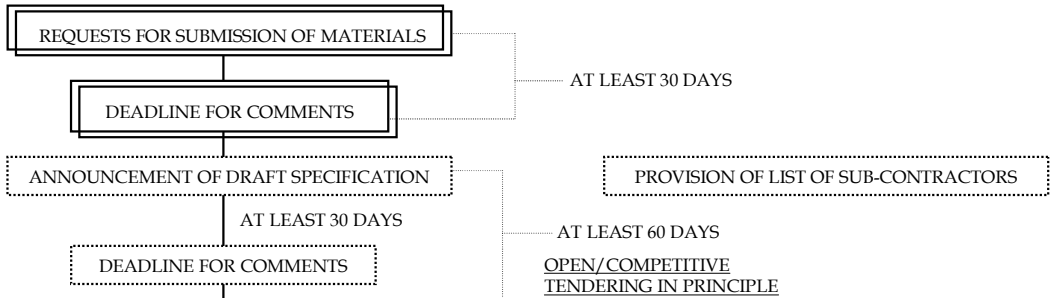 REQUESTS FOR SUBMISSION OF MATERIALS
AT LEAST 30 DAYS
DEADLINE FOR COMMENTS
ANNOUNCEMENT OF DRAFT SPECIFICATION
PROVISION OF LIST OF SUB-CONTRACTORS
AT LEAST 30 DAYS
AT LEAST 60 DAYS
DEADLINE FOR COMMENTS
OPEN/COMPETITIVE
TENDERING IN PRINCIPLE